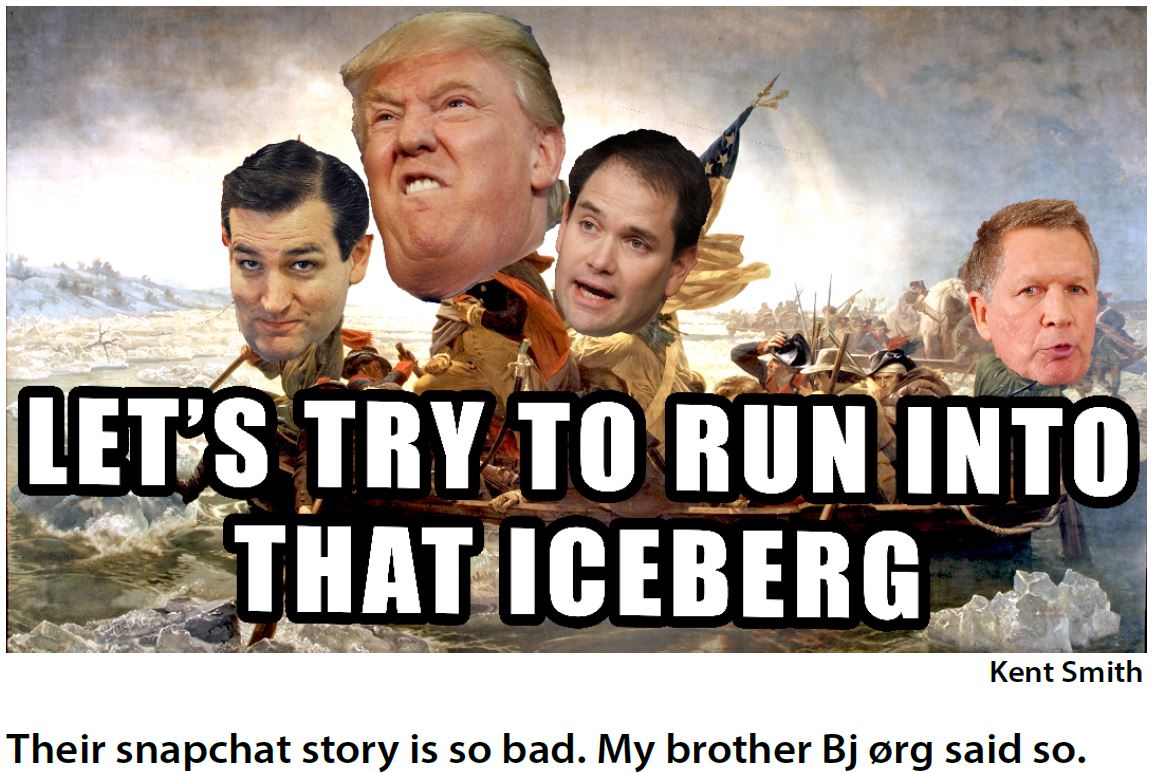 LET'S TRY TO RUN INTO
THAT ICEBERG
Kent Smith
Their snapchat story is so bad. My brother Bj ørg said so.